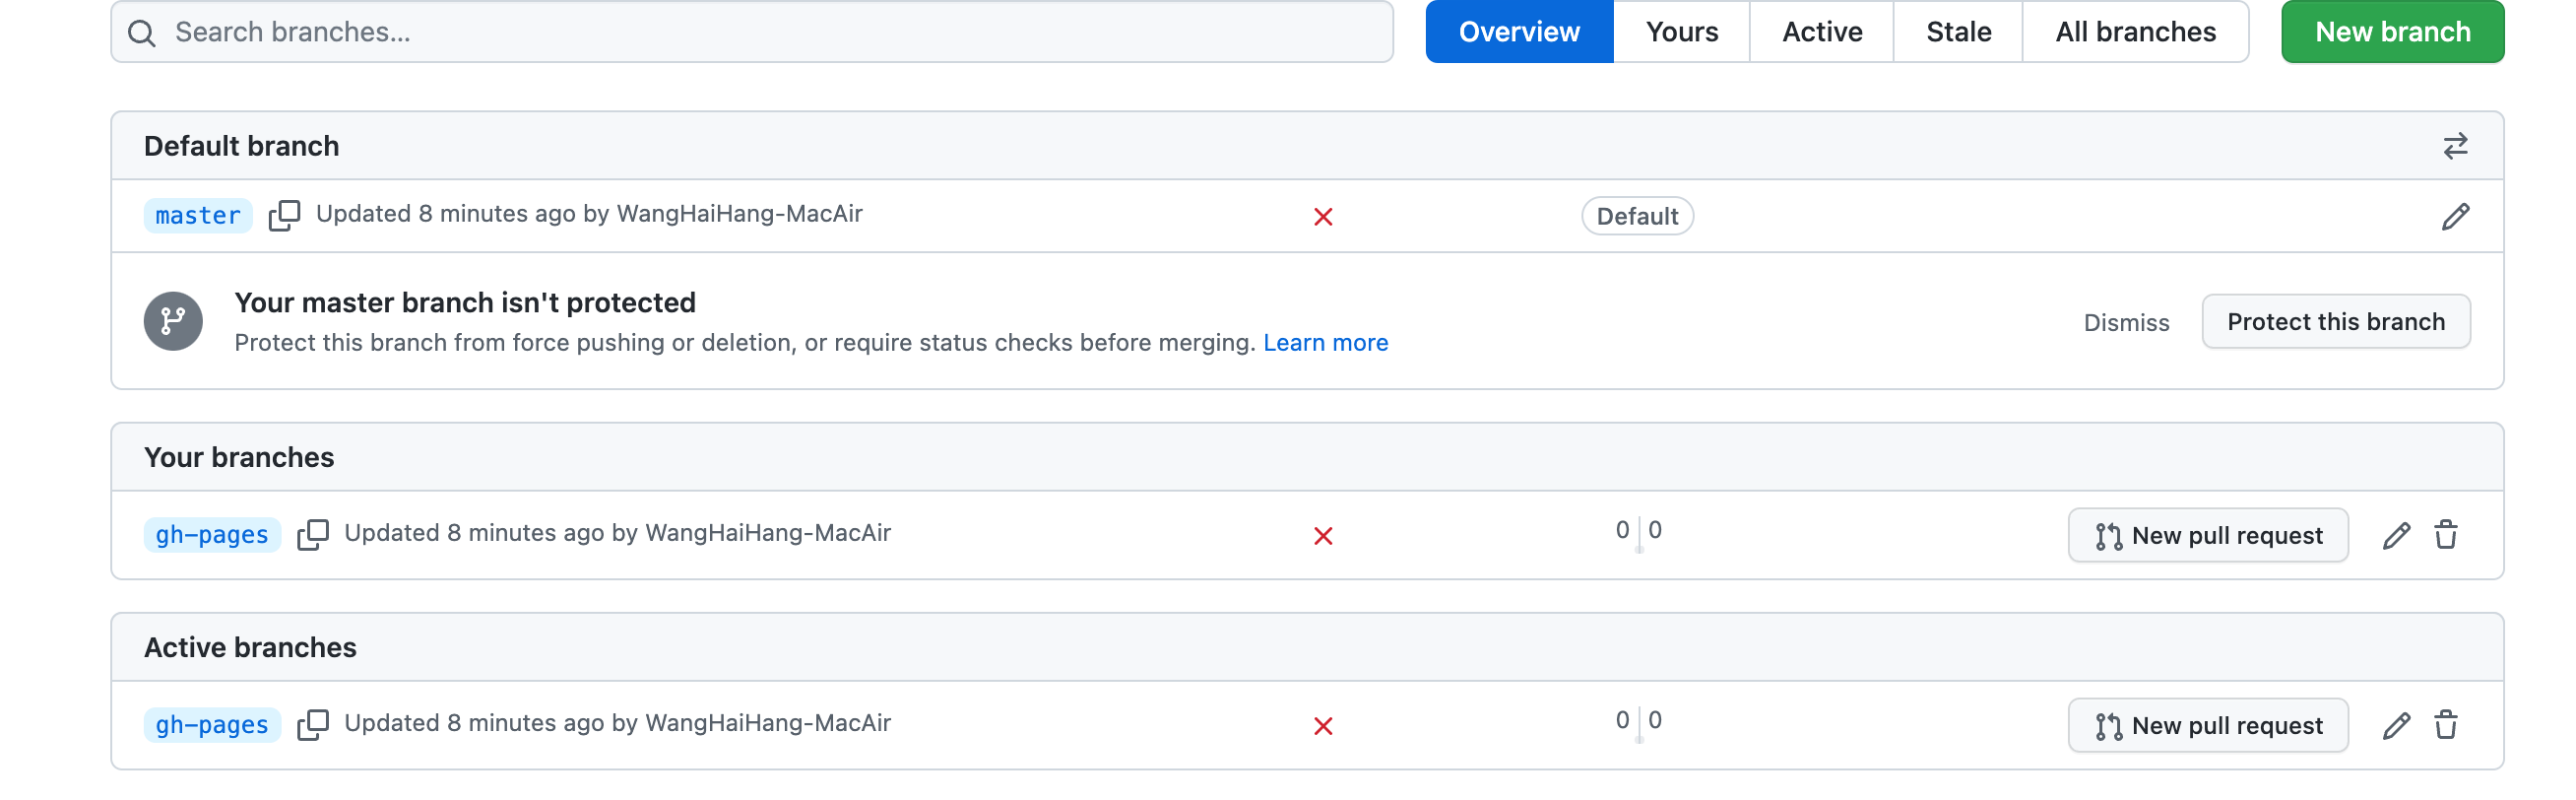 Search branches...
Overview
Yours
Active
Stale
All branches
New branch
Default branch
master Updated 8 minutes ago by WangHaiHang-MacAir
Default
Your master branch isn't protected
Protect this branch from force pushing or deletion, or require status checks before merging. Learn more
Dismiss
Protect this branch
Your branches
gh-pages Updated 8 minutes ago by WangHaiHang-MacAir
0 0
New pull request
Active branches
gh-pages Updated 8 minutes ago by WangHaiHang-MacAir
0 0
New pull request